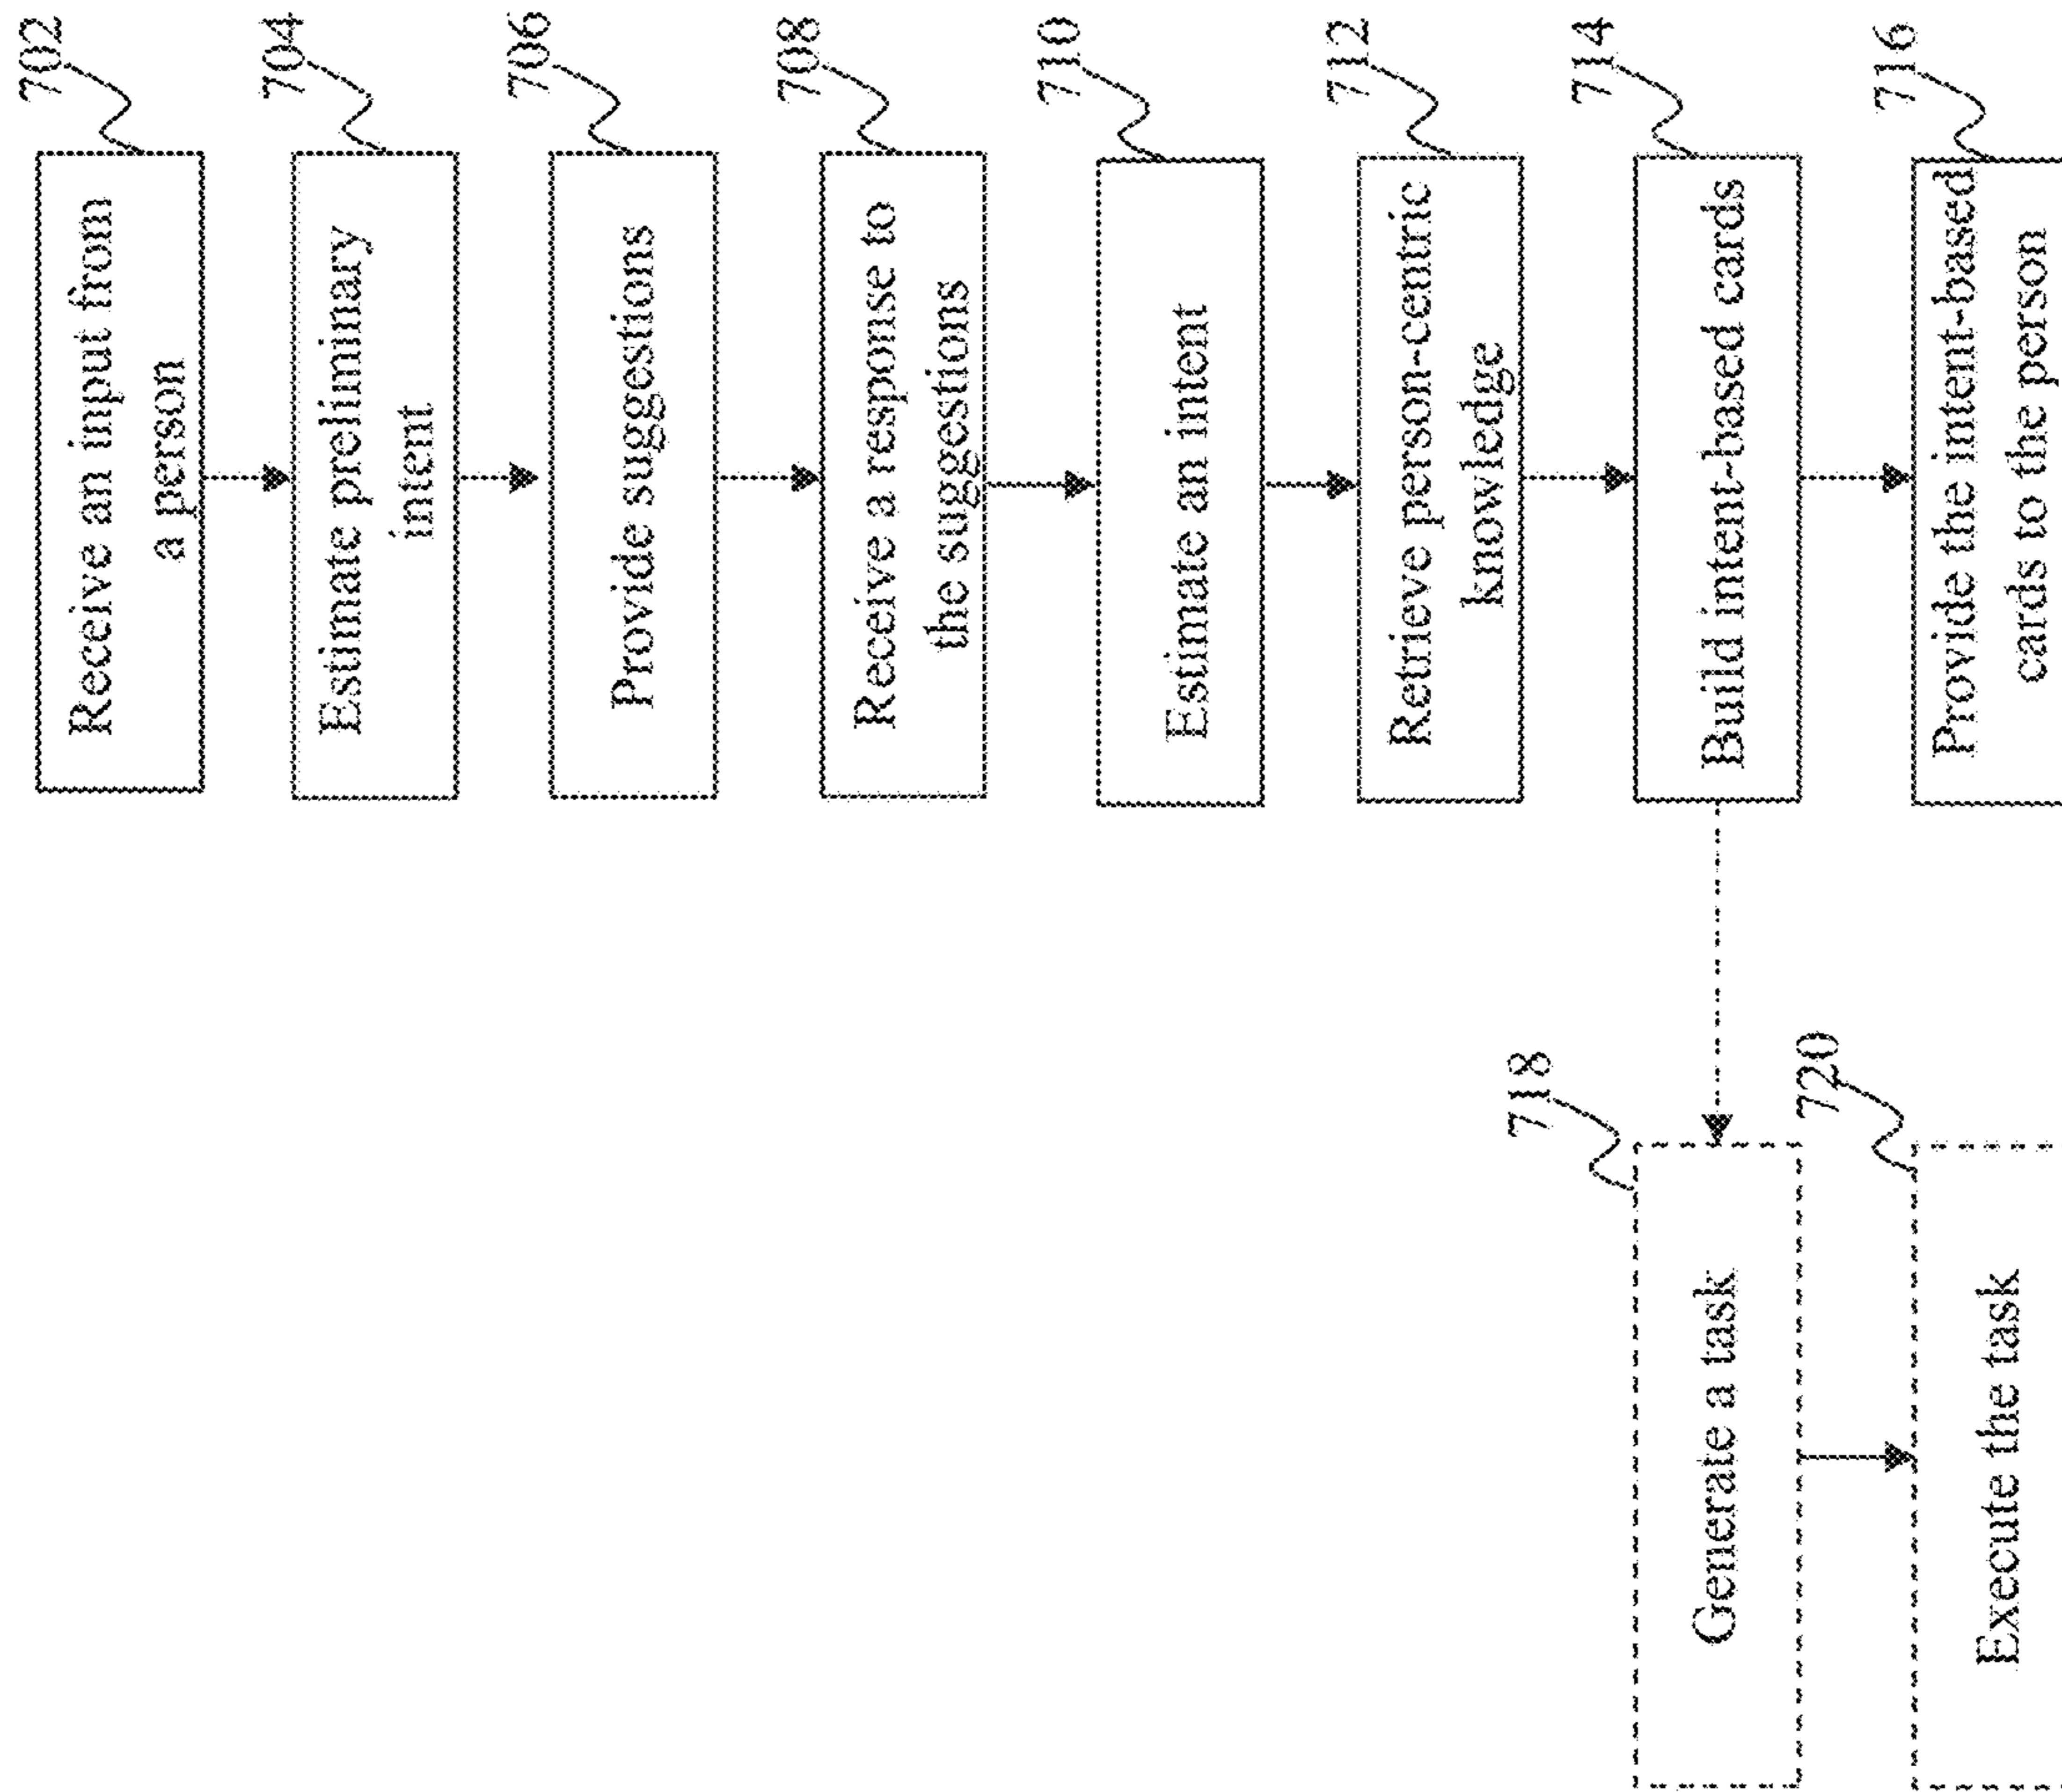 702
Receive an input from
a person
704
Estimate preliminary
intent
706
Provide suggestions
708
Receive a response to
the suggestions
710
Estimate an intent
712
Retrieve person-centric
knowledge
714
Build intent-based cards
716
Provide the intent-based
cards to the person
718
Generate a task
720
Execute the task